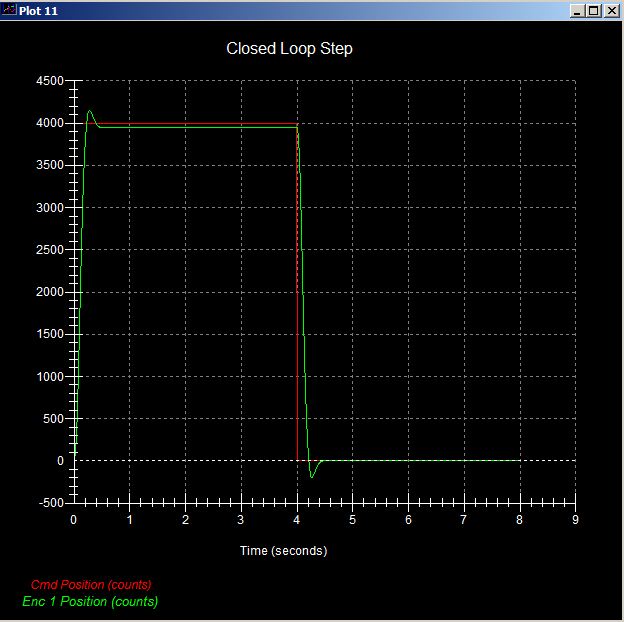 Plot 11
Closed Loop Step
4500
4000
3500
3000
2500
2000
1500
1000
500
0
-500
0 1 2 3 4 5 6 7 8 9
Time (seconds)
Cmd Position (counts)
Enc 1 Position (counts)